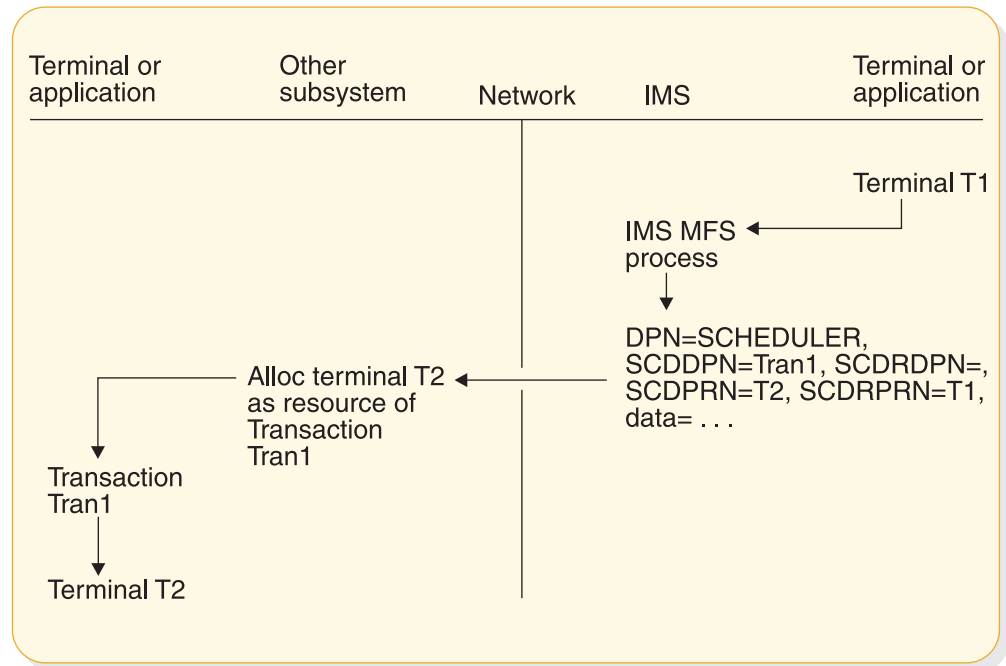 Terminal or
application
Other
subsystem
Network
IMS
Terminal or
application
Terminal T1
IMS MFS
process
DPN=SCHEDULER,
SCDDPN=Tran1, SCDRDPN=,
SCDPRN=T2, SCDRPRN=T1,
data= . . .
Alloc terminal T2
as resource of
Transaction
Tran1
Transaction
Tran1
Terminal T2